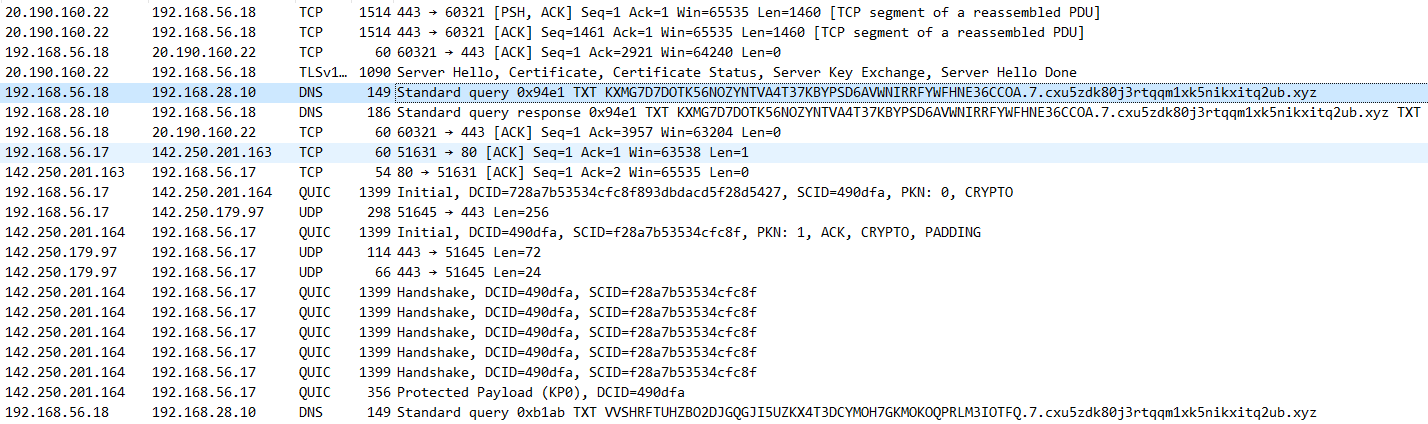 20.190.160.22 192.168.56.18 TCP 1514 443 → 60321 [PSH, ACK] Seq=1 Ack=1 Win=65535 Len=1460 [TCP segment of a reassembled PDU]
20.190.160.22 192.168.56.18 TCP 1514 443 → 60321 [ACK] Seq=1461 Ack=1 Win=65535 Len=1460 [TCP segment of a reassembled PDU]
192.168.56.18 20.190.160.22 TCP 60 60321 → 443 [ACK] Seq=1 Ack=2921 Win=64240 Len=0
20.190.160.22 192.168.56.18 TLSv1… 1090 Server Hello, Certificate, Certificate Status, Server Key Exchange, Server Hello Done
192.168.56.18 192.168.28.10 DNS 149 Standard query 0x94e1 TXT KXMG7D7DOTK56NOZYNTVA4T37KBYPSD6AVWNIRRFYWFHNE36CCOA.7.cxu5zdk80j3rtqqm1xk5nikxitq2ub.xyz
192.168.28.10 192.168.56.18 DNS 186 Standard query response 0x94e1 TXT KXMG7D7DOTK56NOZYNTVA4T37KBYPSD6AVWNIRRFYWFHNE36CCOA.7.cxu5zdk80j3rtqqm1xk5nikxitq2ub.xyz TXT
192.168.56.18 20.190.160.22 TCP 60 60321 → 443 [ACK] Seq=1 Ack=3957 Win=63204 Len=0
192.168.56.17 142.250.201.163 TCP 60 51631 → 80 [ACK] Seq=1 Ack=1 Win=63538 Len=1
142.250.201.163 192.168.56.17 TCP 54 80 → 51631 [ACK] Seq=1 Ack=2 Win=65535 Len=0
192.168.56.17 142.250.201.164 QUIC 1399 Initial, DCID=728a7b53534cfc8f893dbdacd5f28d5427, SCID=490dfa, PKN: 0, CRYPTO
192.168.56.17 142.250.179.97 UDP 298 51645 → 443 Len=256
142.250.201.164 192.168.56.17 QUIC 1399 Initial, DCID=490dfa, SCID=f28a7b53534cfc8f, PKN: 1, ACK, CRYPTO, PADDING
142.250.179.97 192.168.56.17 UDP 114 443 → 51645 Len=72
142.250.179.97 192.168.56.17 UDP 66 443 → 51645 Len=24
142.250.201.164 192.168.56.17 QUIC 1399 Handshake, DCID=490dfa, SCID=f28a7b53534cfc8f
142.250.201.164 192.168.56.17 QUIC 1399 Handshake, DCID=490dfa, SCID=f28a7b53534cfc8f
142.250.201.164 192.168.56.17 QUIC 1399 Handshake, DCID=490dfa, SCID=f28a7b53534cfc8f
142.250.201.164 192.168.56.17 QUIC 1399 Handshake, DCID=490dfa, SCID=f28a7b53534cfc8f
142.250.201.164 192.168.56.17 QUIC 1399 Handshake, DCID=490dfa, SCID=f28a7b53534cfc8f
142.250.201.164 192.168.56.17 QUIC 356 Protected Payload (KP0), DCID=490dfa
192.168.56.18 192.168.28.10 DNS 149 Standard query 0xb1ab TXT VVSHRFTUHZBO2DJGQGJI5UZKX4T3DCYMOH7GKMOKOQPRLM3IOTFQ.7.cxu5zdk80j3rtqqm1xk5nikxitq2ub.xyz